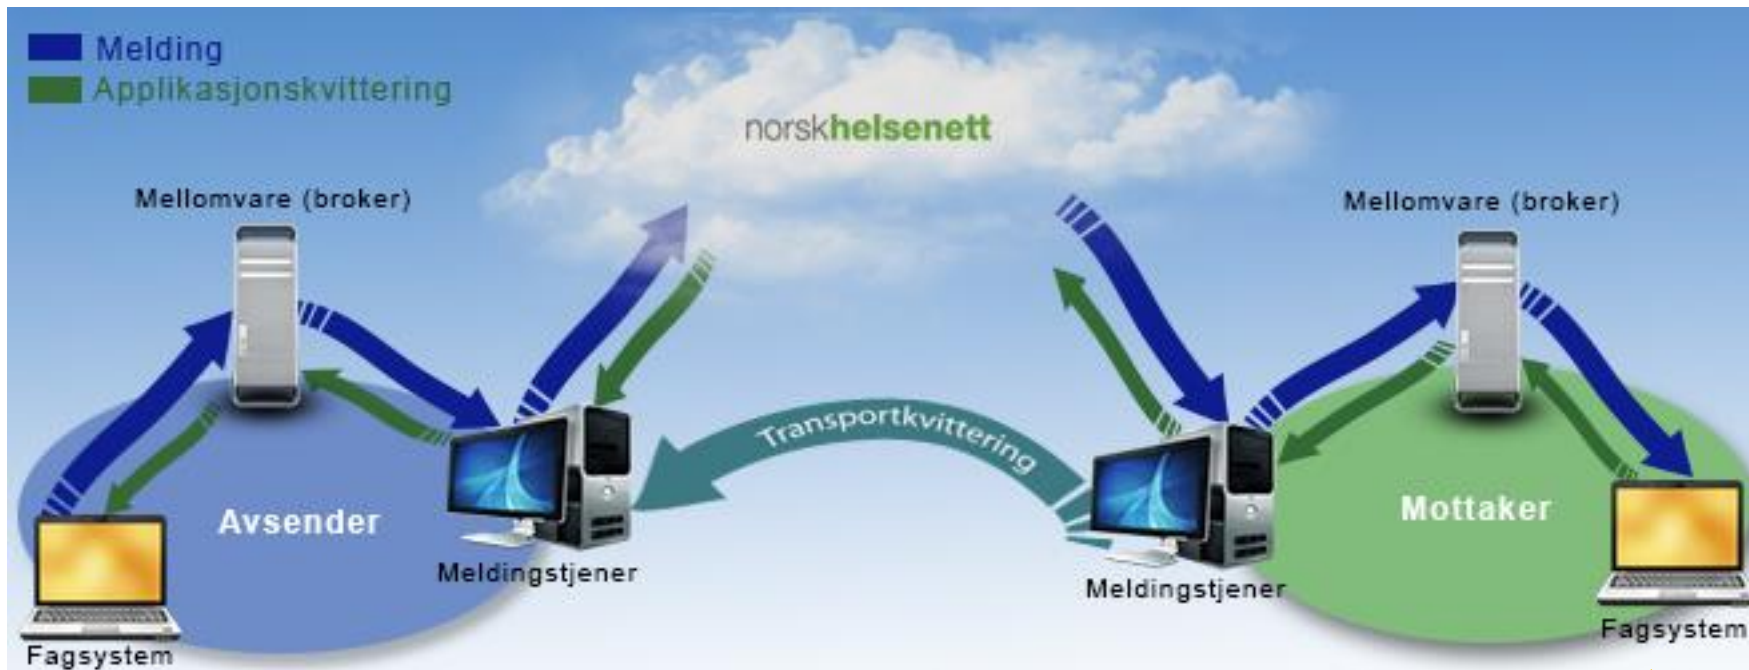 Melding
Applikasjonskvittering
norskhelsenett
Mellomvare (broker)
Mellomvare (broker)
Transportkvittering
Avsender
Mottaker
Meldingstjener
Meldingstjener
Fagsystem
Fagsystem